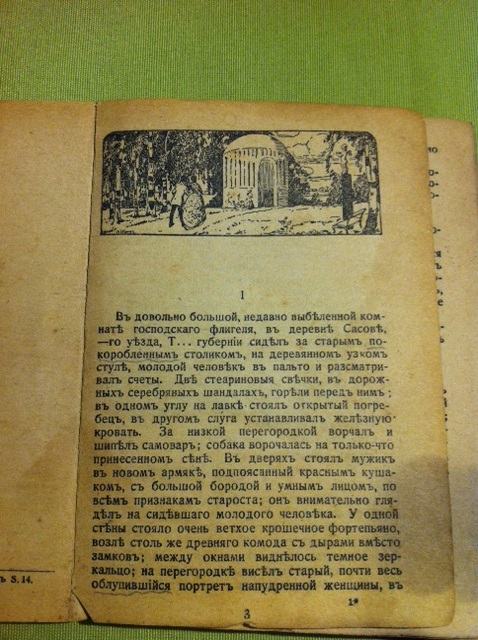 1
Въ довольно большой, недавно выбѣленной ком-
натѣ господскаго флигеля, въ деревнѣ Сасовѣ,
—го уѣзда, Т... губерніи сидѣлъ за старымъ по-
коробленнымъ столикомъ, на деревянномъ узкомъ
стулѣ, молодой человѣкъ въ пальто и разсматри-
валъ счеты. Двѣ стеариновыя свѣчки, въ дорож-
ныхъ серебряныхъ шандалахъ, горѣли передъ нимъ;
въ одномъ углу на лавкѣ стоялъ открытый погре-
бецъ, въ другомъ слуга устанавливалъ желѣзную
кровать. За низкой перегородкой ворчалъ и
шипѣлъ самоваръ; собака ворочалась на только-что
принесенномъ сѣнѣ. Въ дверяхъ стоялъ мужикъ
въ новомъ армякѣ, подпоясанный краснымъ куша-
комъ, съ большой бородой и умнымъ лицомъ, по
всѣмъ признакамъ староста; онъ внимательно гля-
дѣлъ на сидѣвшаго молодого человѣка. У одной
стѣны стояло очень ветхое крошечное фортепьяно,
возлѣ столь же древняго комода съ дырами вмѣсто
замковъ; между окнами виднѣлось темное зер-
кальцо; на перегородкѣ висѣлъ старый, почти весь
облупившійся портретъ напудренной женщины, въ
1*
3
ъ S. 14.